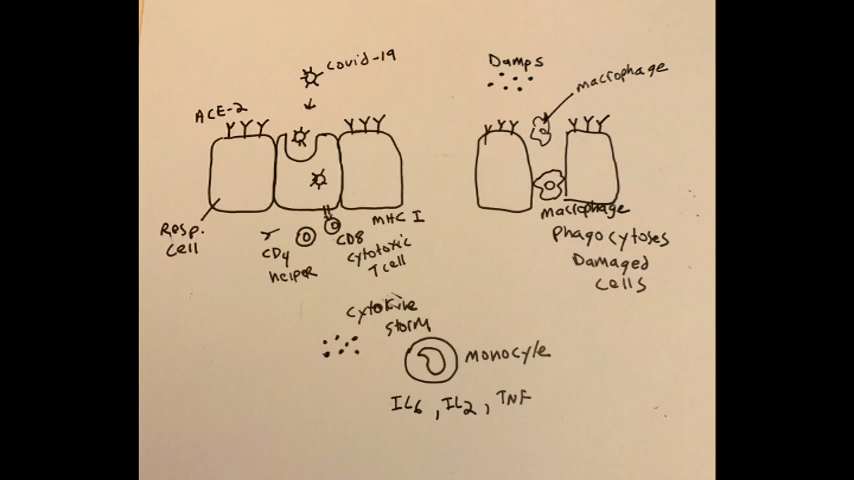 covid-19
ACE-2
Resp.
cell
MHC I
CD4
helper
CD8
cytotoxic
T cell
Damps
macrophage
macrophage
Phagocytoses
Damaged
cells
cytokine
storm
monocyte
IL6, IL2, TNF